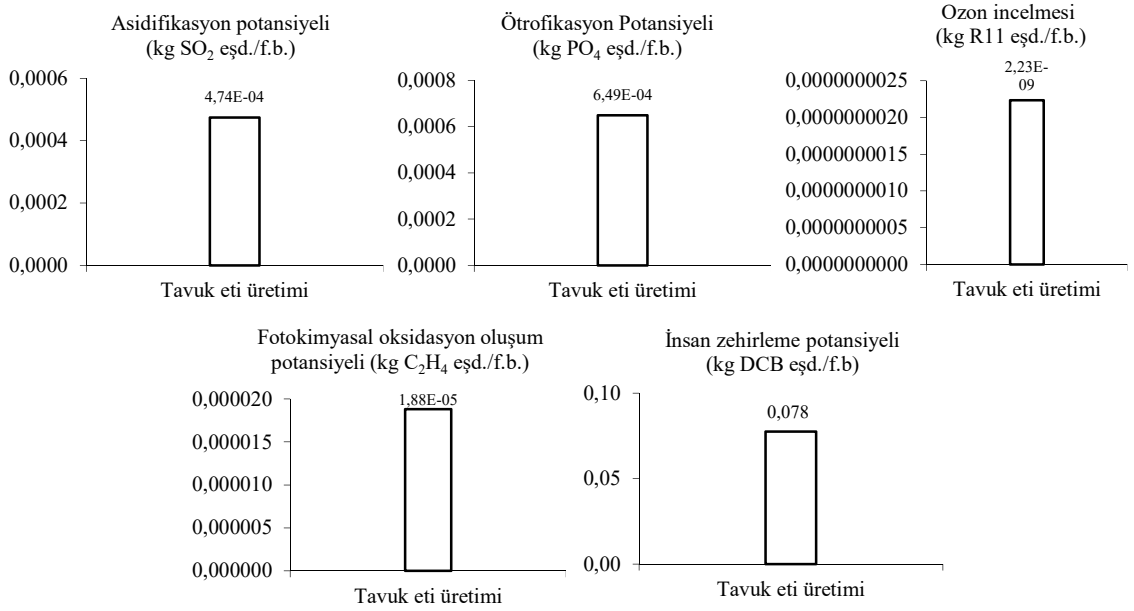 Asidifikasyon potansiyeli
(kg SO₂ eşd./f.b.)
0,0006
0,0004
0,0002
0,0000
4,74E-04
Tavuk eti üretimi
Ötrofikasyon Potansiyeli
(kg PO₄ eşd./f.b.)
0,0008
0,0006
0,0004
0,0002
0,0000
6,49E-04
Tavuk eti üretimi
Ozon incelmesi
(kg R11 eşd./f.b.)
0,0000000025
0,0000000020
0,0000000015
0,0000000010
0,0000000005
0,0000000000
2,23E-
09
Tavuk eti üretimi
Fotokimyasal oksidasyon oluşum
potansiyeli (kg C₂H₄ eşd./f.b.)
0,000020
0,000015
0,000010
0,000005
0,000000
1,88E-05
Tavuk eti üretimi
İnsan zehirleme potansiyeli
(kg DCB eşd./f.b)
0,10
0,05
0,00
0,078
Tavuk eti üretimi